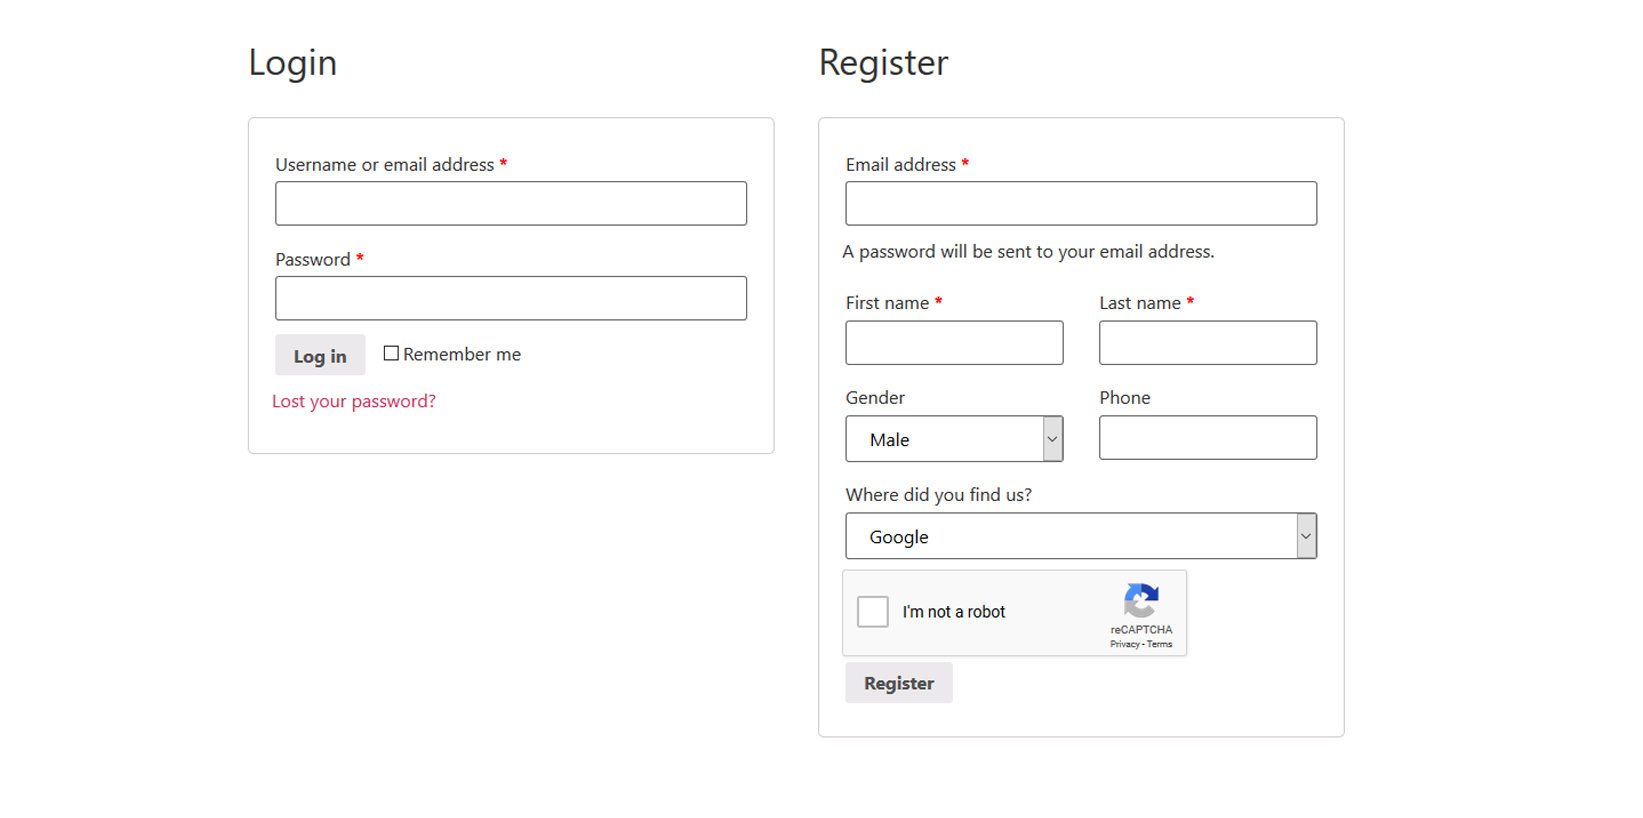 Login
Username or email address *
Password *
Log in
Remember me
Lost your password?
Register
Email address *
A password will be sent to your email address.
First name *
Last name *
Gender
Phone
Male
Where did you find us?
Google
I'm not a robot
reCAPTCHA
Privacy - Terms
Register